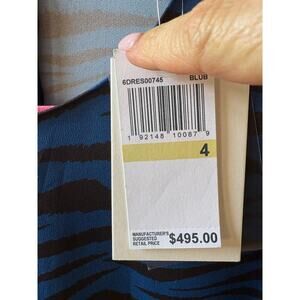 6DRES00745 BLUB
1 92148 10087 9
4
MANUFACTURER'S
SUGGESTED
RETAIL PRICE $495.00